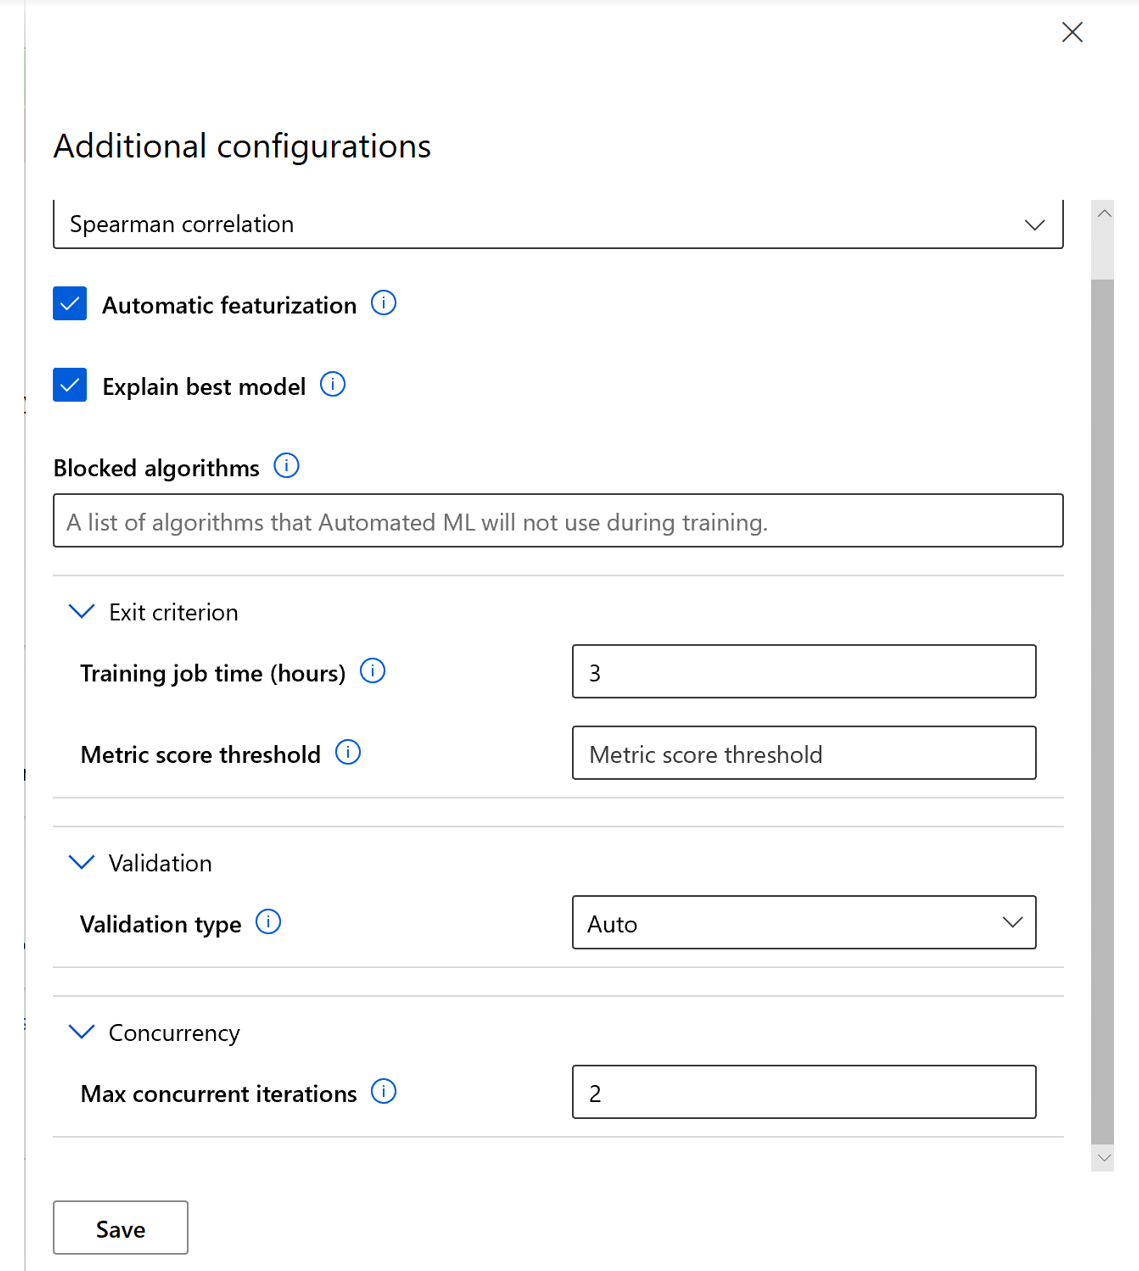 Additional configurations
Spearman correlation
Automatic featurization
Explain best model
Blocked algorithms
A list of algorithms that Automated ML will not use during training.
Exit criterion
Training job time (hours)
3
Metric score threshold
Metric score threshold
Validation
Validation type
Auto
Concurrency
Max concurrent iterations
2
Save